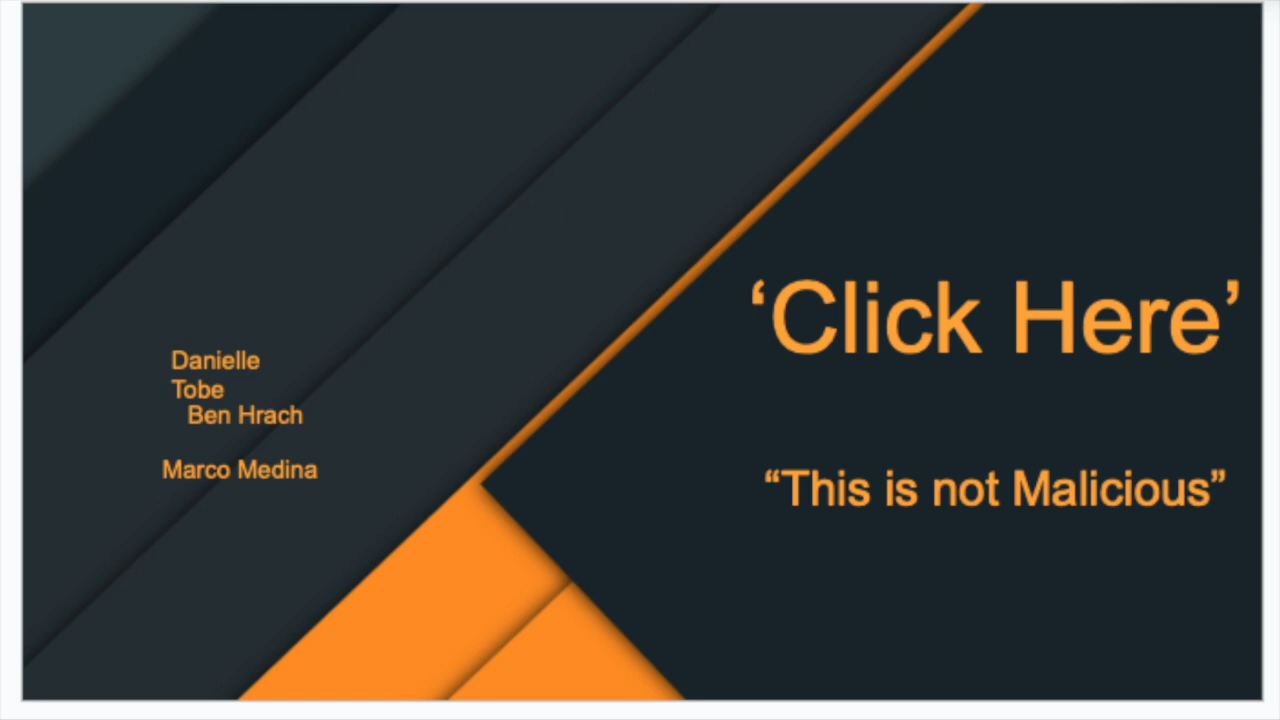 ‘Click Here’
“This is not Malicious”
Danielle
Tobe
Ben Hrach
Marco Medina